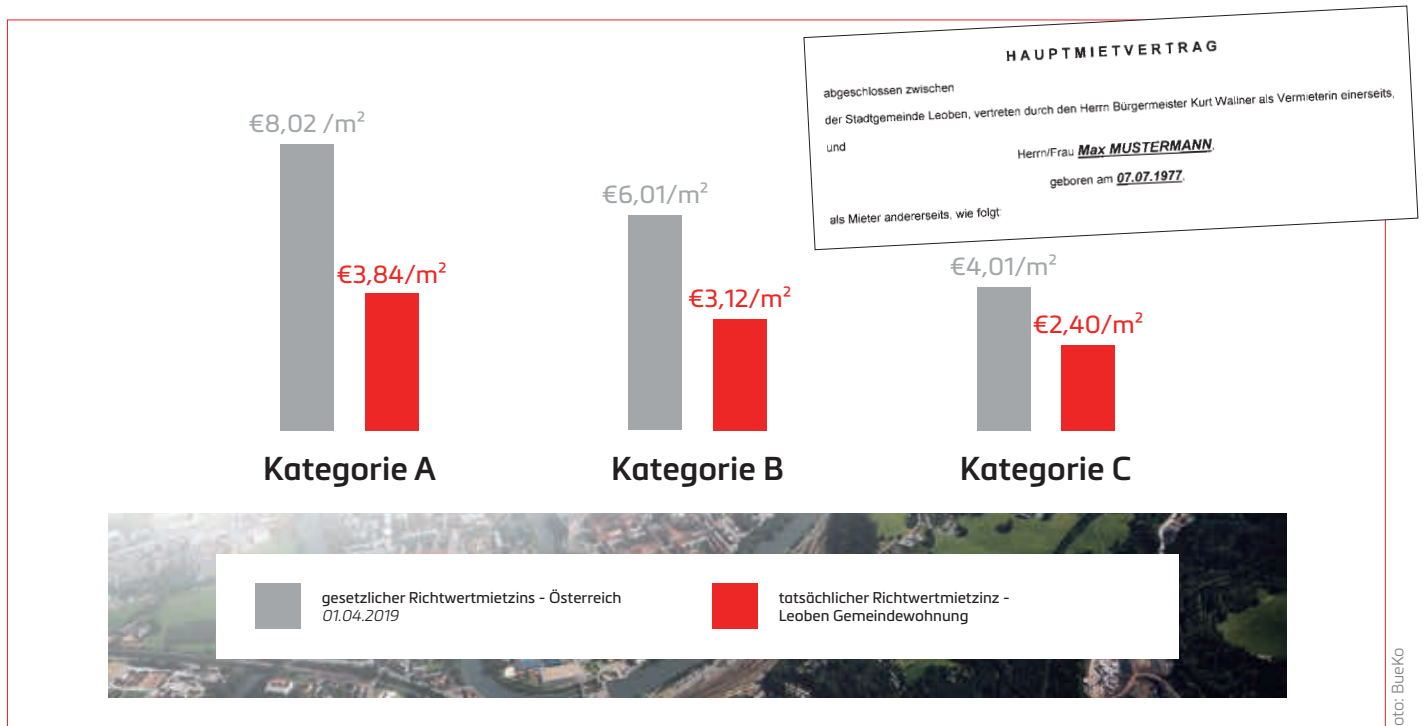 HAUPTMIETVERTRAG
abgeschlossen zwischen
der Stadtgemeinde Leoben, vertreten durch den Herrn Bürgermeister Kurt Wallner als Vermieterin einerseits,
und
Herrn/Frau Max MUSTERMANN,
geboren am 07.07.1977,
als Mieter andererseits, wie folgt:
€8,02 /m²
€3,84/m²
Kategorie A
€6,01/m²
€3,12/m²
Kategorie B
€4,01/m²
€2,40/m²
Kategorie C
gesetzlicher Richtwertmietzins - Österreich
01.04.2019
tatsächlicher Richtwertmietzinz -
Leoben Gemeindewohnung
oto: BueKo